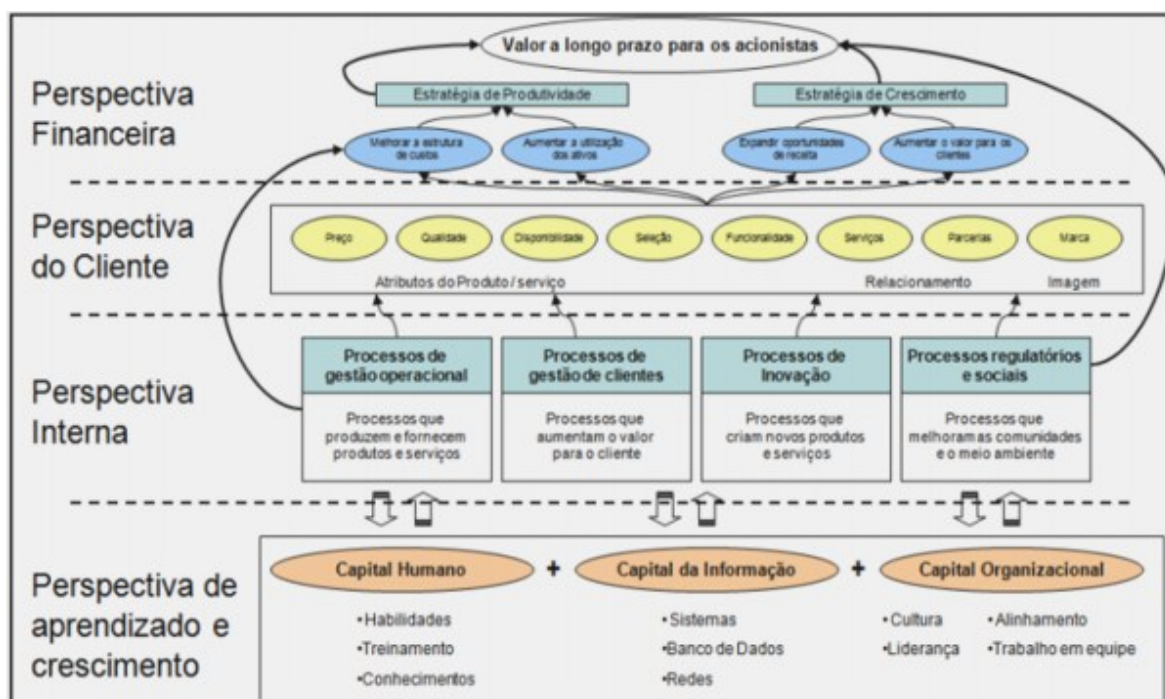 Valor a longo prazo para os acionistas
Perspectiva
Financeira
Estratégia de Produtividade
Estratégia de Crescimento
Melhorar a estrutura
de custos
Aumentar a utilização
dos ativos
Expandir oportunidades
de receita
Aumentar o valor para os
clientes
Perspectiva
do Cliente
Preço
Qualidade
Disponibilidade
Seleção
Funcionalidade
Serviços
Parcerias
Marca
Atributos do Produto / serviço
Relacionamento
Imagem
Perspectiva
Interna
Processos de
gestão operacional
Processos que
produzem e fornecem
produtos e serviços
Processos de
gestão de clientes
Processos que
aumentam o valor
para o cliente
Processos de
Inovação
Processos que
criam novos produtos
e serviços
Processos regulatórios
e sociais
Processos que
melhoram as comunidades
e o meio ambiente
Perspectiva de
aprendizado e
crescimento
Capital Humano
+
Capital da Informação
+
Capital Organizacional
•Habilidades
•Treinamento
•Conhecimentos
•Sistemas
•Banco de Dados
•Redes
•Cultura
•Liderança
•Alinhamento
•Trabalho em equipe